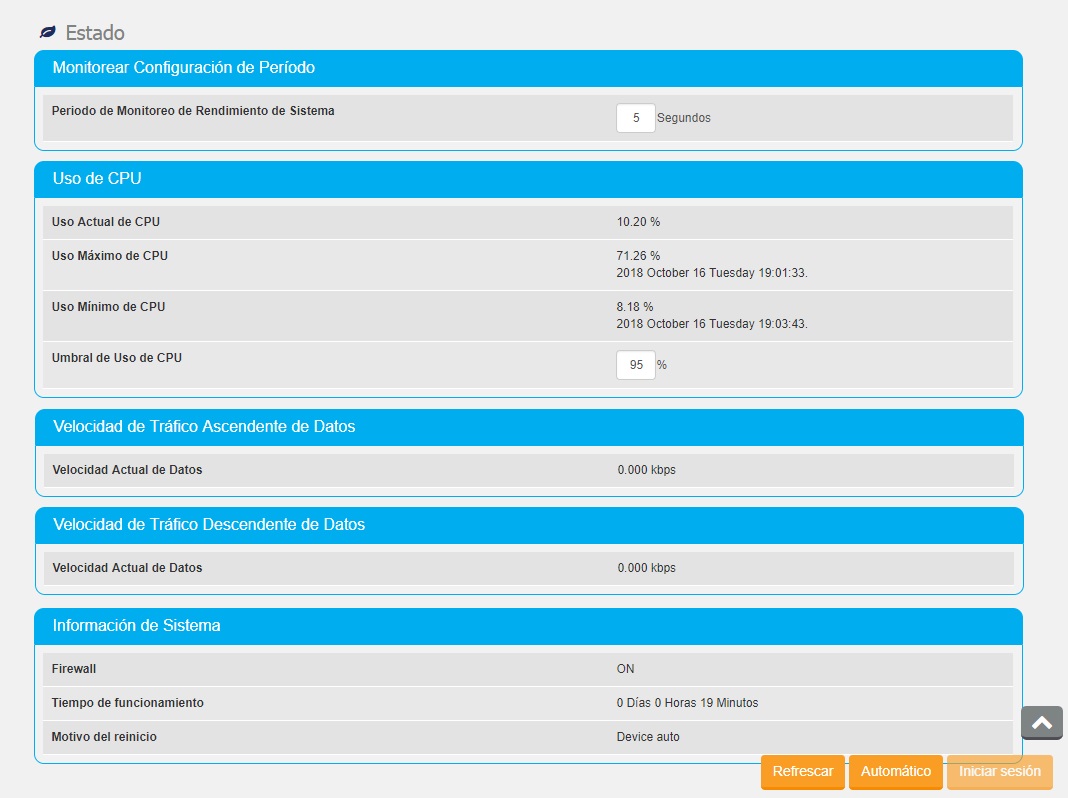 Estado
Monitorear Configuración de Período
Periodo de Monitoreo de Rendimiento de Sistema 5 Segundos
Uso de CPU
Uso Actual de CPU 10.20 %
Uso Máximo de CPU 71.26 %
2018 October 16 Tuesday 19:01:33.
Uso Mínimo de CPU 8.18 %
2018 October 16 Tuesday 19:03:43.
Umbral de Uso de CPU 95 %
Velocidad de Tráfico Ascendente de Datos
Velocidad Actual de Datos 0.000 kbps
Velocidad de Tráfico Descendente de Datos
Velocidad Actual de Datos 0.000 kbps
Información de Sistema
Firewall ON
Tiempo de funcionamiento 0 Días 0 Horas 19 Minutos
Motivo del reinicio Device auto
Refrescar Automático Iniciar sesión